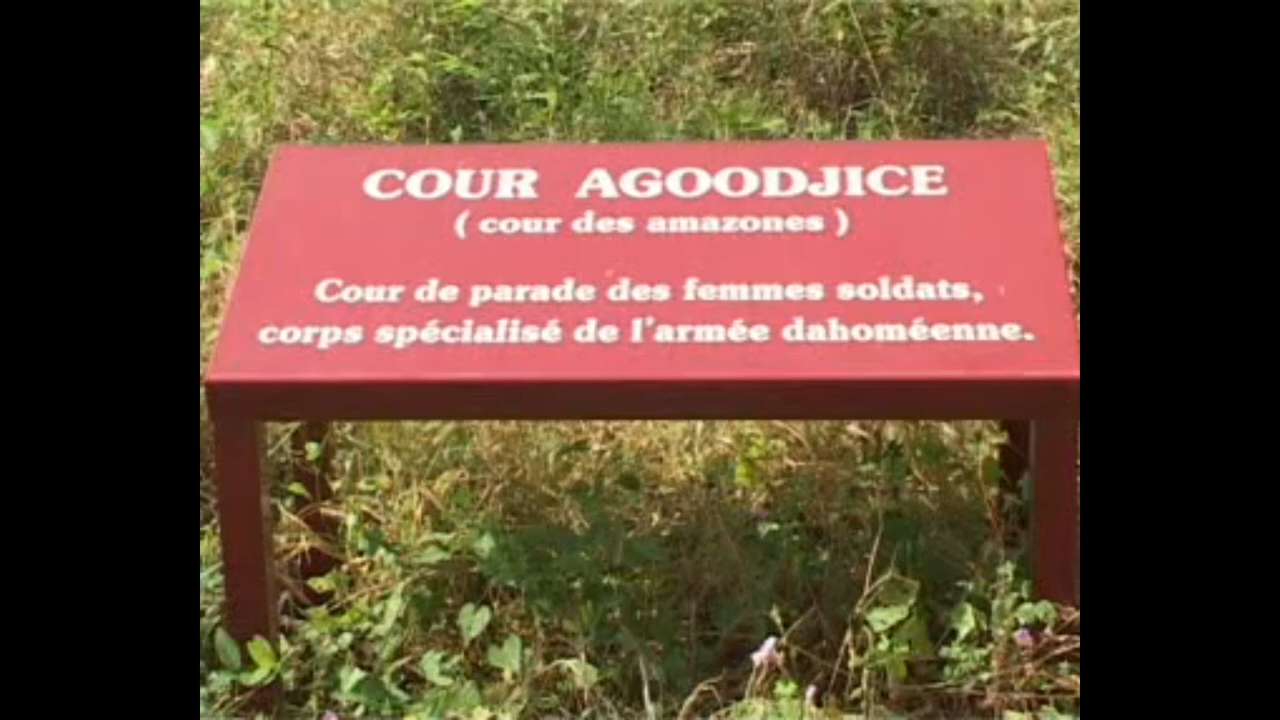 COUR AGOODJICE
( cour des amazones )
Cour de parade des femmes soldats,
corps spécialisé de l'armée dahoméenne.